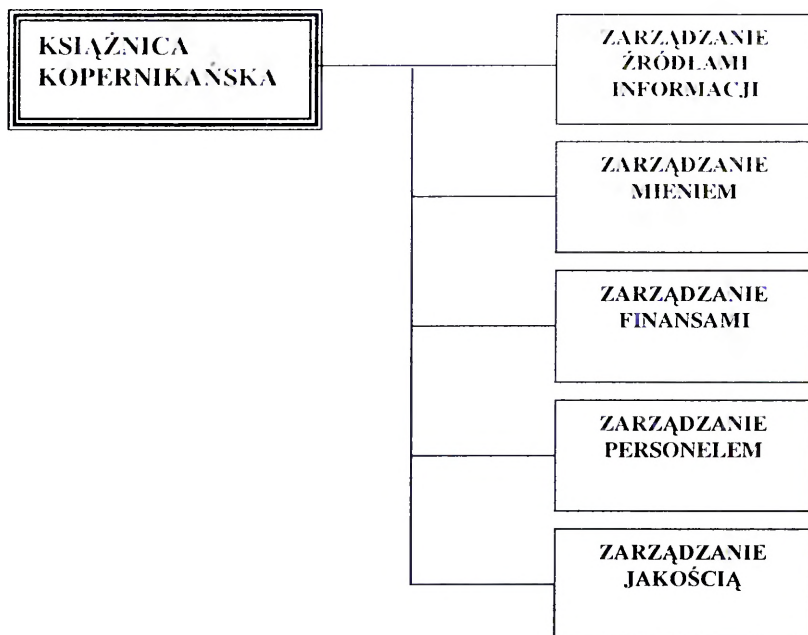 KSIĄŻNICA
KOPERNIKAŃSKA
ZARZĄDZANIE
ŹRÓDŁAMI
INFORMACJI
ZARZĄDZANIE
MIENIEM
ZARZĄDZANIE
FINANSAMI
ZARZĄDZANIE
PERSONELEM
ZARZĄDZANIE
JAKOŚCIĄ